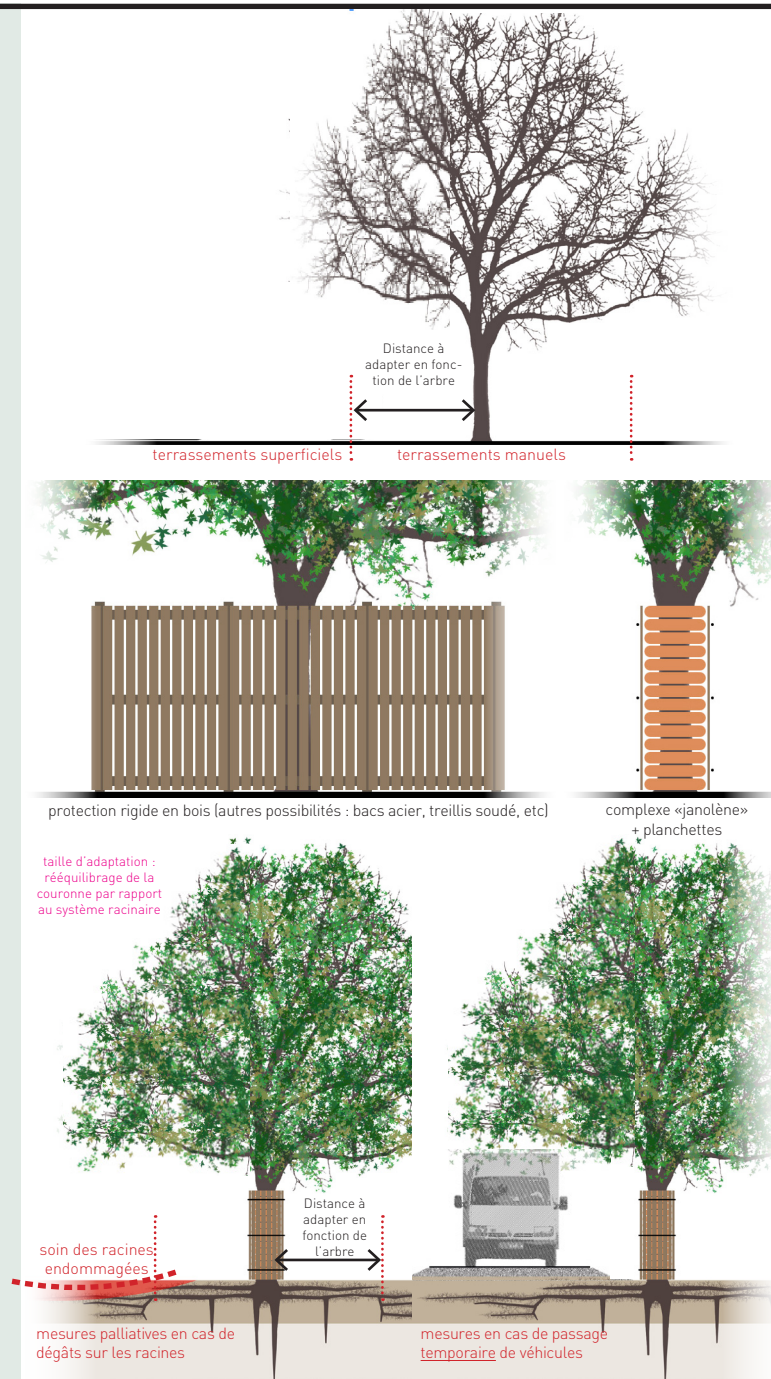 Distance à
adapter en fonc-
tion de l'arbre
terrassements superficiels
terrassements manuels
protection rigide en bois (autres possibilités : bacs acier, treillis soudé, etc)
complexe «janolène»
+ planchettes
taille d'adaptation :
rééquilibrage de la
couronne par rapport
au système racinaire
Distance à
adapter en
fonction de
l'arbre
soin des racines
endommagées
mesures palliatives en cas de
dégâts sur les racines
mesures en cas de passage
temporaire de véhicules